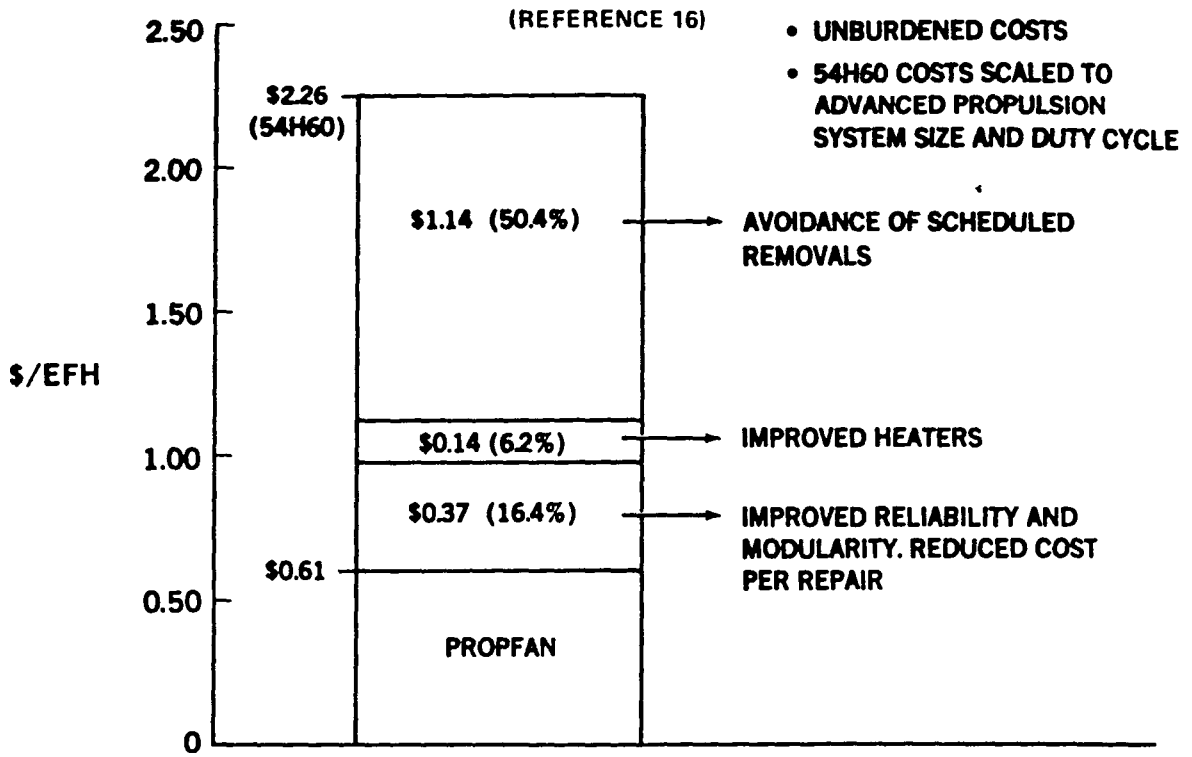 (REFERENCE 16)
• UNBURDENED COSTS
• 54H60 COSTS SCALED TO
ADVANCED PROPULSION
SYSTEM SIZE AND DUTY CYCLE
2.50
$2.26
(54H60)
2.00
$1.14 (50.4%)
AVOIDANCE OF SCHEDULED
REMOVALS
1.50
$/EFH
$0.14 (6.2%)
IMPROVED HEATERS
1.00
$0.37 (16.4%)
IMPROVED RELIABILITY AND
MODULARITY. REDUCED COST
PER REPAIR
$0.61
0.50
PROPFAN
0